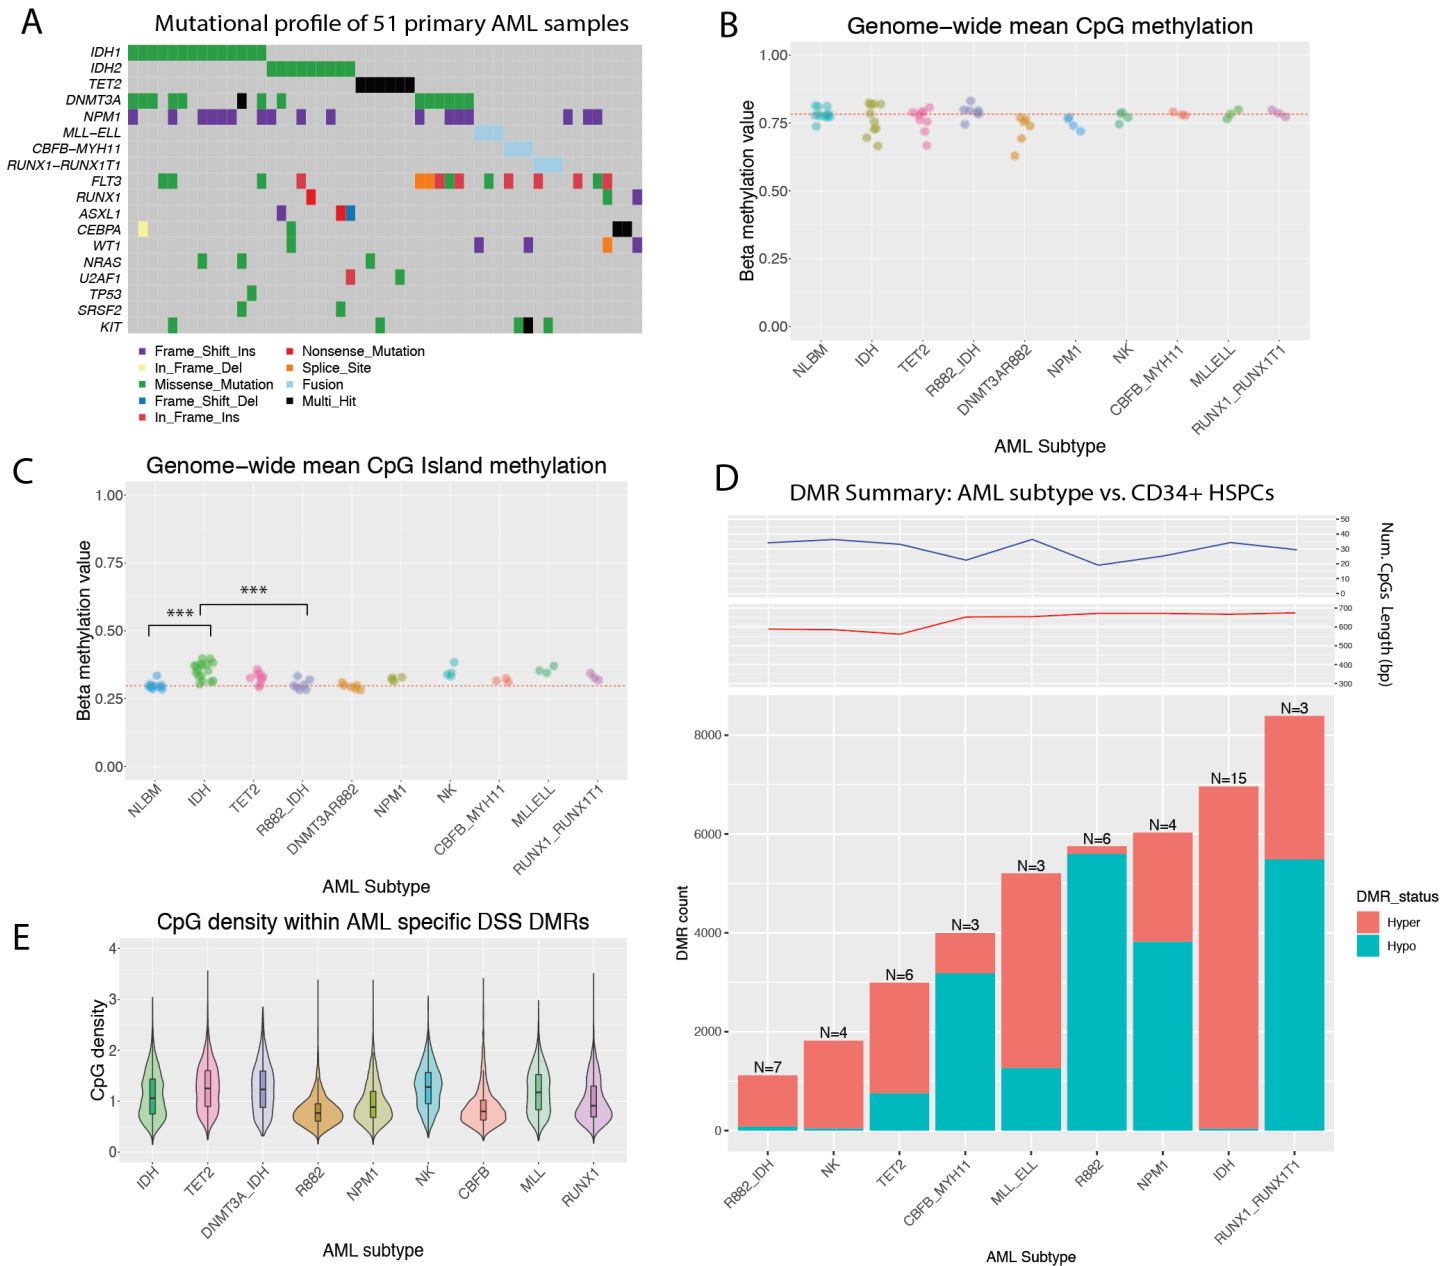 A
Mutational profile of 51 primary AML samples
IDH1
IDH2
TET2
DNMT3A
NPM1
MLL−ELL
CBFB−MYH11
RUNX1−RUNX1T1
FLT3
RUNX1
ASXL1
CEBPA
WT1
NRAS
U2AF1
TP53
SRSF2
KIT
Frame_Shift_Ins
In_Frame_Del
Missense_Mutation
Frame_Shift_Del
In_Frame_Ins
Nonsense_Mutation
Splice_Site
Fusion
Multi_Hit
B
Genome−wide mean CpG methylation
Beta methylation value
1.00
0.75
0.50
0.25
0.00
NLBM
IDH
TET2
R882_IDH
DNMT3AR882
NPM1
NK
CBFB_MYH11
MLLELL
RUNX1_RUNX1T1
AML Subtype
C
Genome−wide mean CpG Island methylation
Beta methylation value
1.00
0.75
0.50
0.25
0.00
***
***
NLBM
IDH
TET2
R882_IDH
DNMT3AR882
NPM1
NK
CBFB_MYH11
MLLELL
RUNX1_RUNX1T1
AML Subtype
D
DMR Summary: AML subtype vs. CD34+ HSPCs
50
40
30
20
10
0
Num. CpGs
700
600
500
400
300
Length (bp)
DMR count
8000
6000
4000
2000
0
N=7
N=4
N=6
N=3
N=3
N=6
N=4
N=15
N=3
R882_IDH
NK
TET2
CBFB_MYH11
MLL_ELL
R882
NPM1
IDH
RUNX1_RUNX1T1
AML Subtype
DMR_status
Hyper
Hypo
E
CpG density within AML specific DSS DMRs
CpG density
4
3
2
1
0
IDH
TET2
DNMT3A_IDH
R882
NPM1
NK
CBFB
MLL
RUNX1
AML subtype